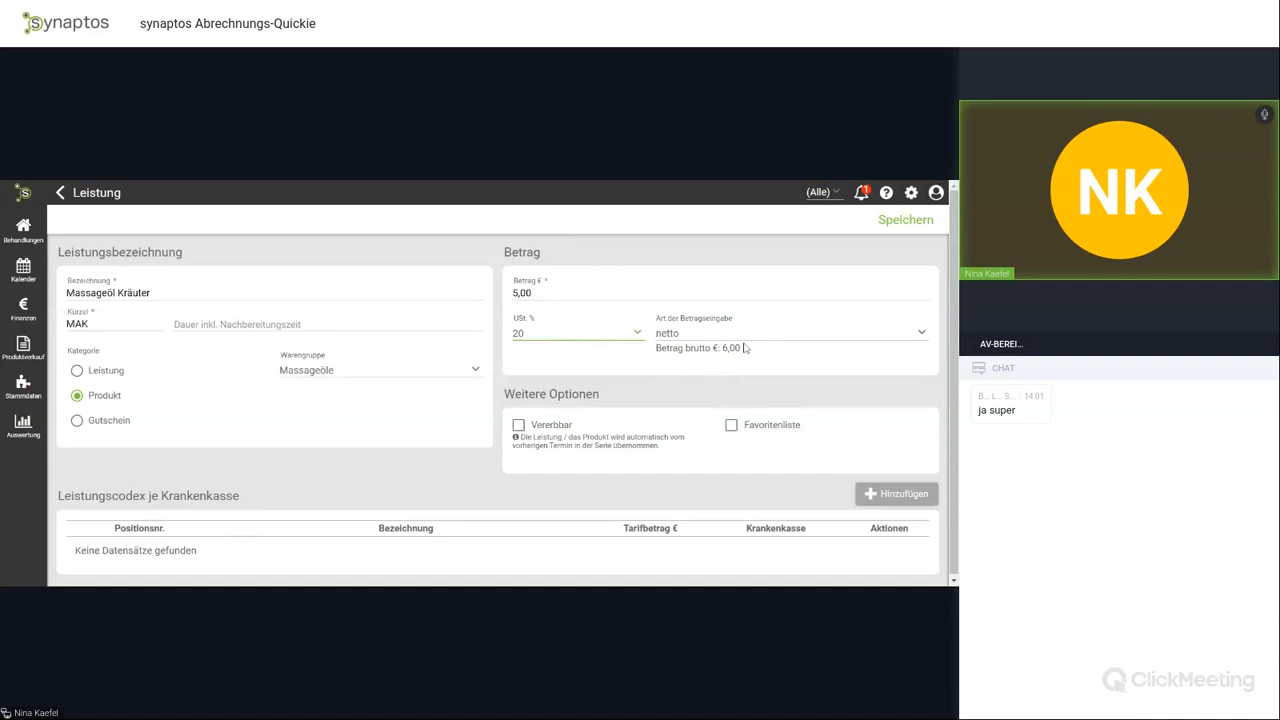 synaptos
synaptos Abrechnungs-Quickie
Leistung
(Alle)
1
Speichern
Behandlungen
Kalender
Finanzen
Produktverkauf
Stammdaten
Auswertung
Leistungsbezeichnung
Bezeichnung *
Massageöl Kräuter
Kürzel *
MAK
Dauer inkl. Nachbereitungszeit
Kategorie
Leistung
Produkt
Gutschein
Warengruppe
Massageöle
Betrag
Betrag € *
5,00
USt. %
20
Art der Betragseingabe
netto
Betrag brutto €: 6,00
Weitere Optionen
Vererbbar
Die Leistung / das Produkt wird automatisch vom
vorherigen Termin in der Serie übernommen.
Favoritenliste
Leistungscodex je Krankenkasse
Hinzufügen
Positionsnr. Bezeichnung Tarifbetrag € Krankenkasse Aktionen
Keine Datensätze gefunden
NK
Nina Kaefel
AV-BEREI...
CHAT
B... L... S... 14:01
ja super
ClickMeeting
Nina Kaefel